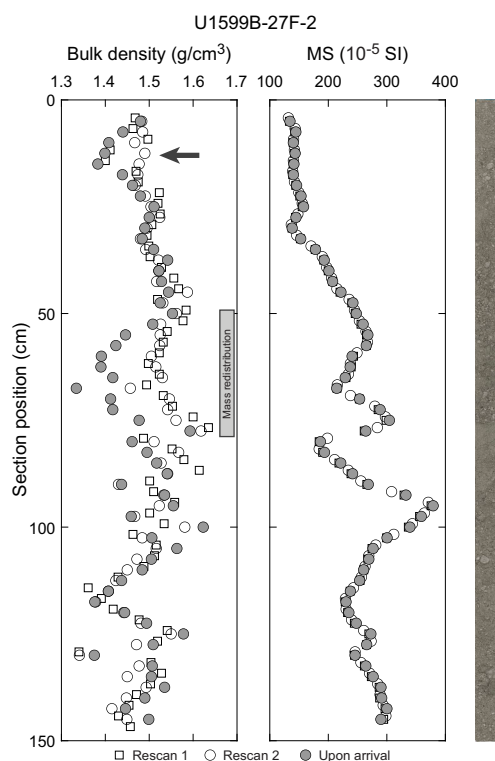 U1599B-27F-2
Bulk density (g/cm³)
MS (10⁻⁵ SI)
1.3 1.4 1.5 1.6 1.7
100 200 300 400
0
50
100
150
Section position (cm)
Mass redistribution
Rescan 1
Rescan 2
Upon arrival